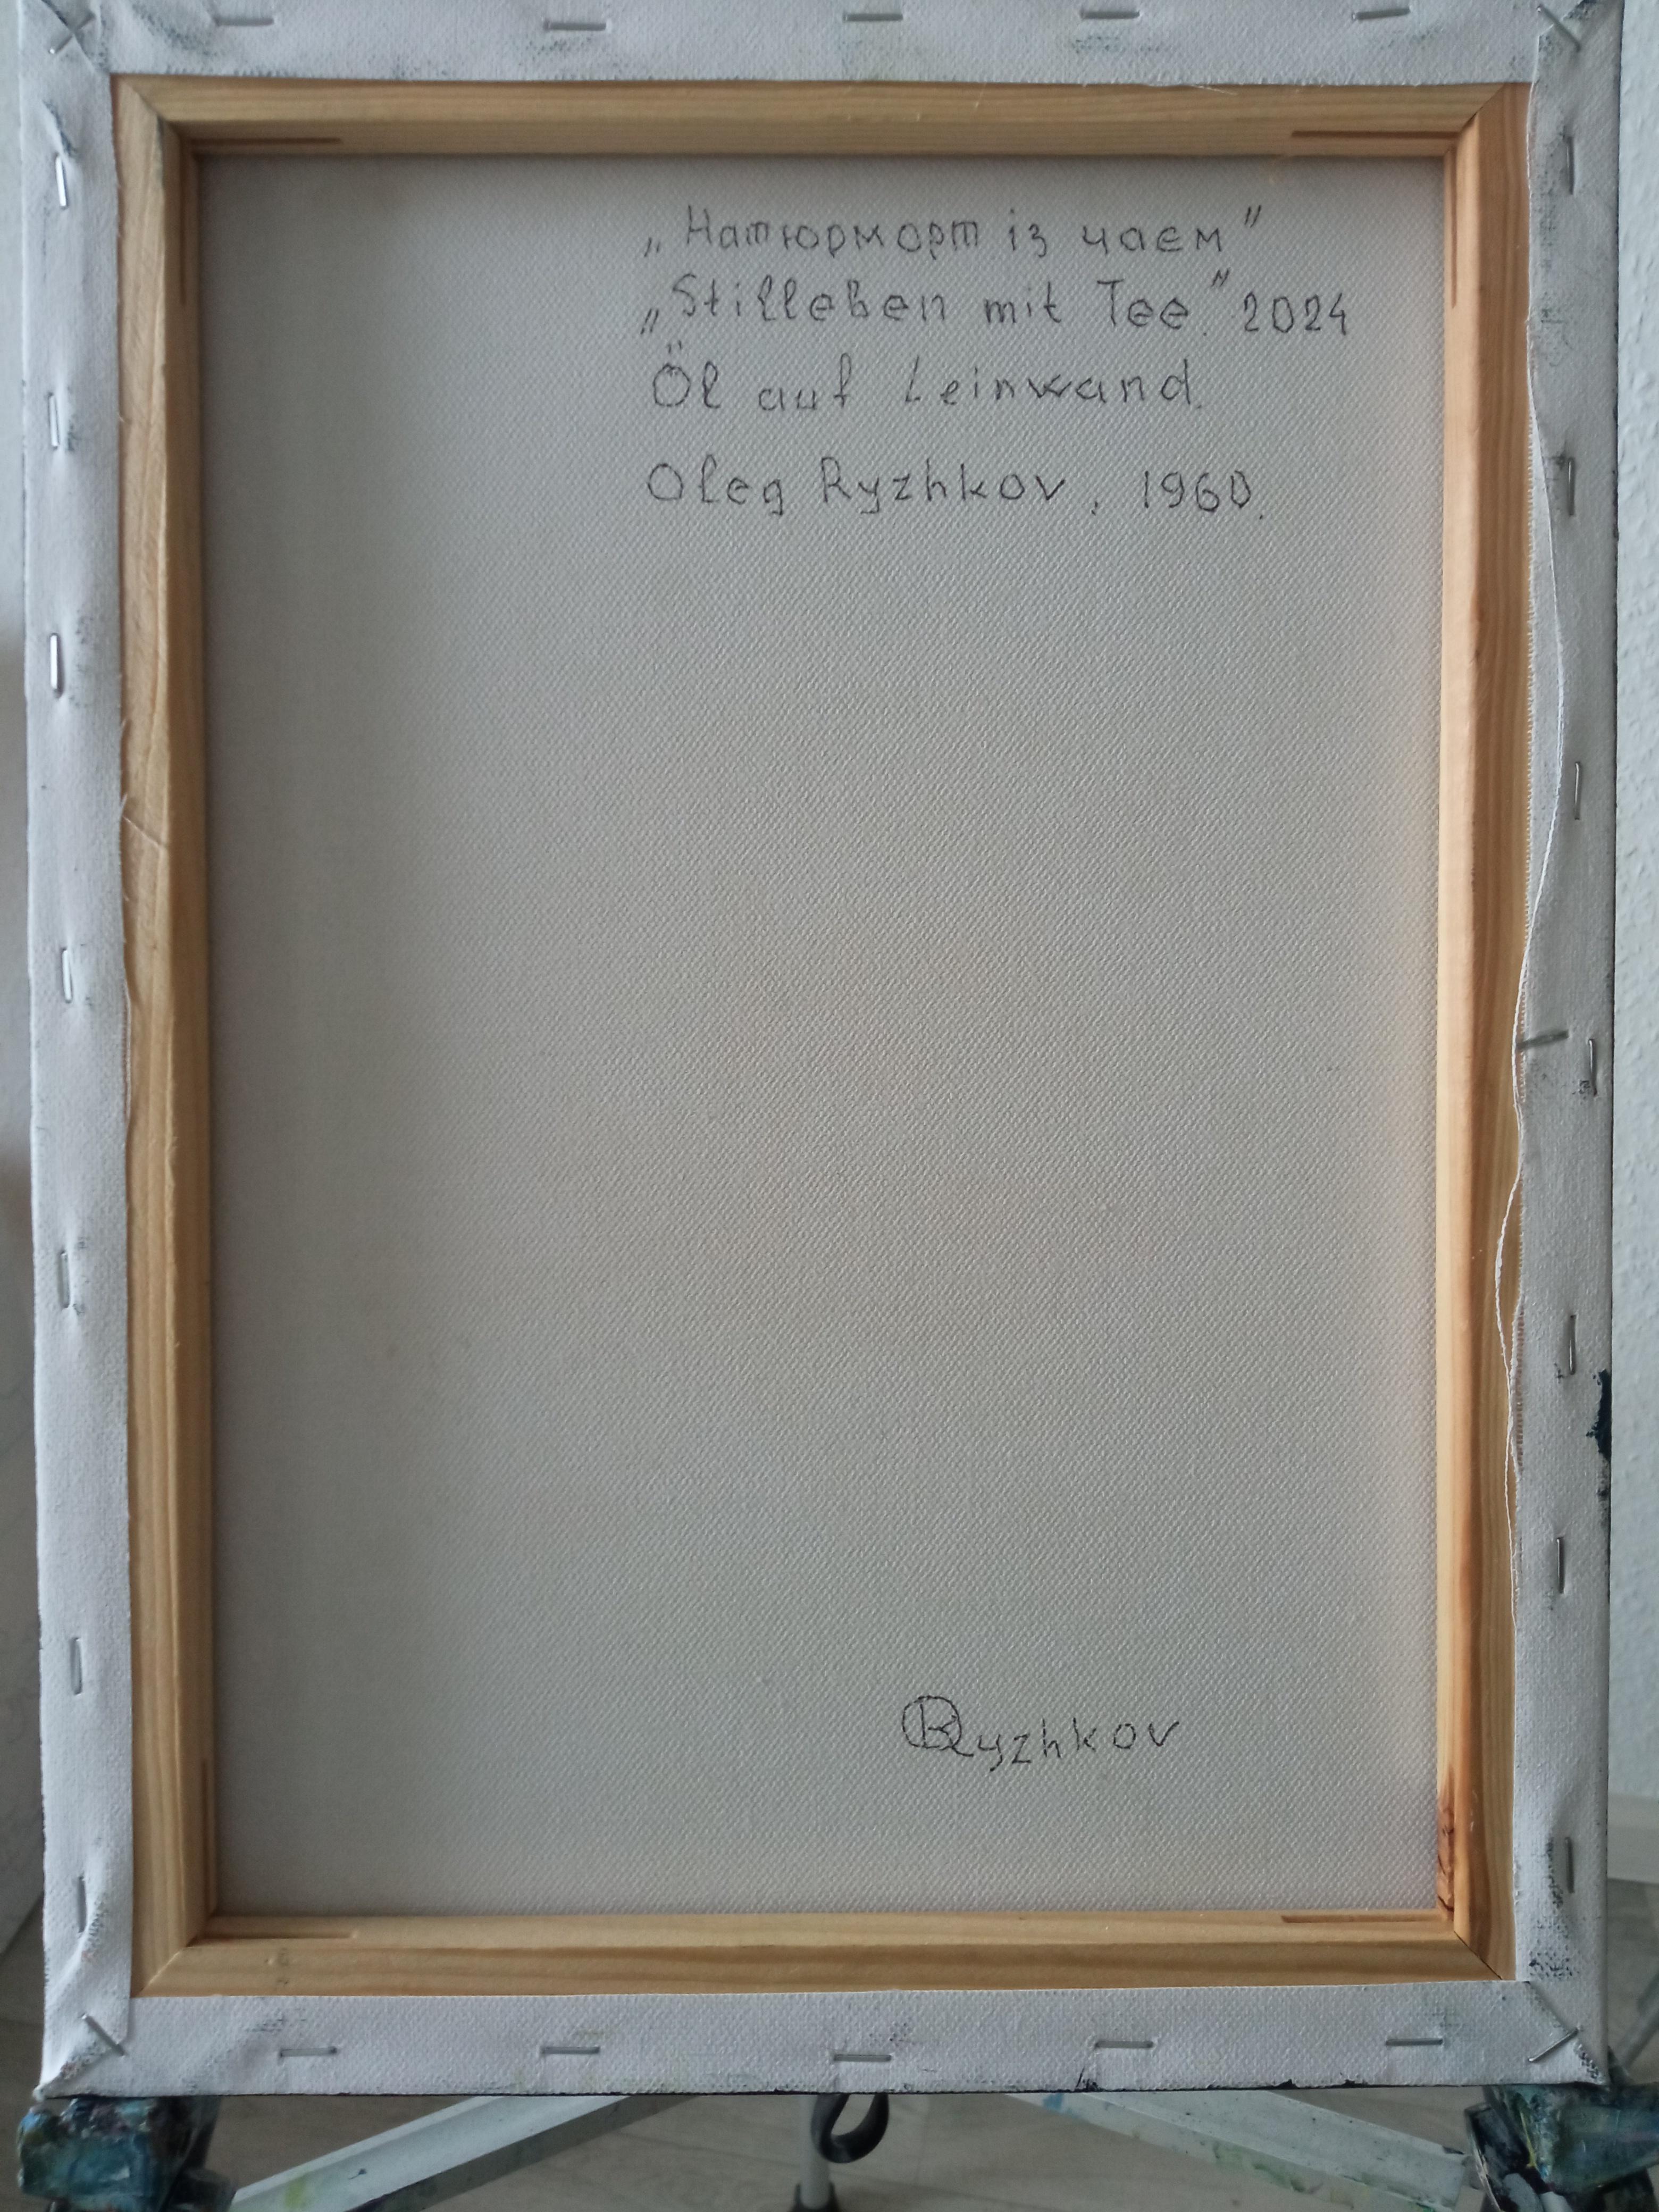 „Натюрморт із чаєм”
„Stilleben mit Tee.” 2024
Öl auf Leinwand.
Oleg Ryzhkov, 1960.
Ryzhkov